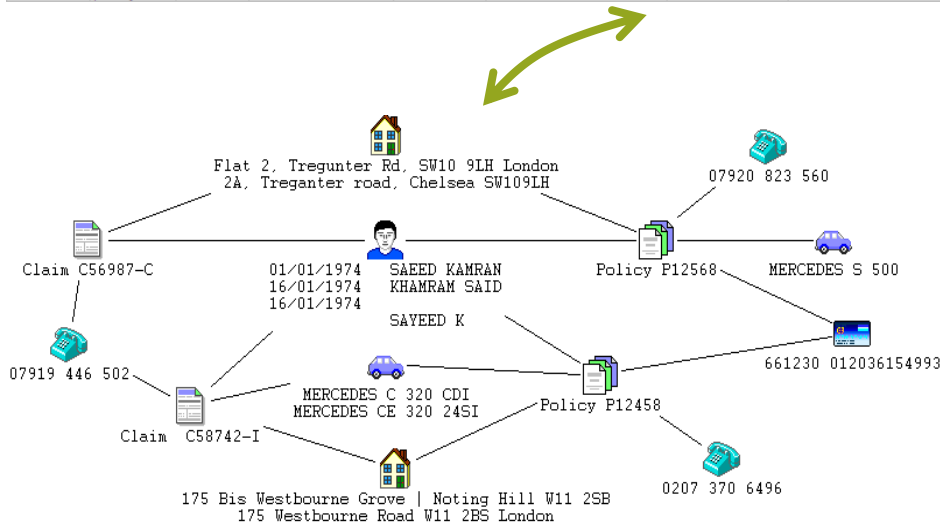 Flat 2, Tregunter Rd, SW10 9LH London
2A, Treganter road, Chelsea SW109LH
07920 823 560
Claim C56987-C
01/01/1974 SAEED KAMRAN
16/01/1974 KHAMRAM SAID
16/01/1974
SAYEED K
Policy P12568
MERCEDES S 500
07919 446 502
MERCEDES C 320 CDI
MERCEDES CE 320 24SI
Policy P12458
661230 012036154993
Claim C58742-I
0207 370 6496
175 Bis Westbourne Grove | Noting Hill W11 2SB
175 Westbourne Road W11 2BS London